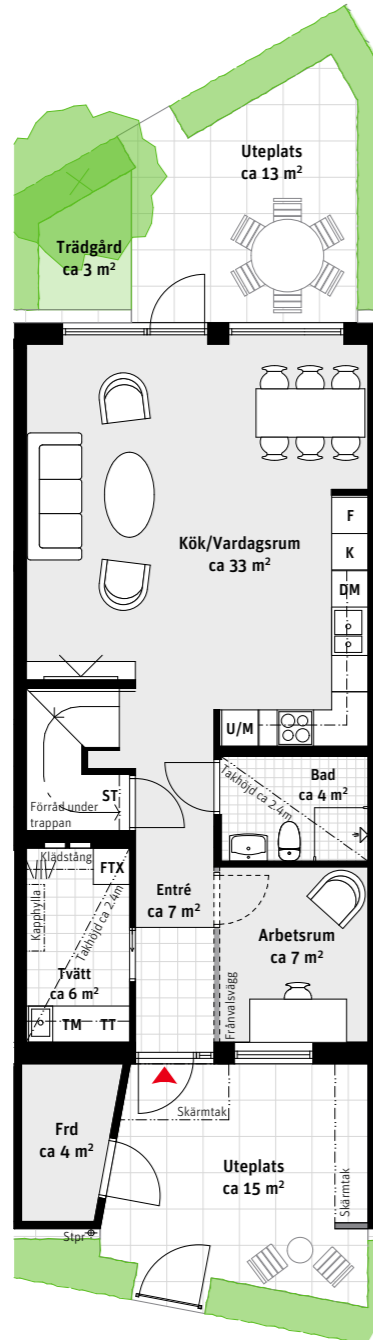 Uteplats
ca 13 m²
Trädgård
ca 3 m²
Kök/Vardagsrum
ca 33 m²
F
K
DM
U/M
ST
Förråd under
trappan
Takhöjd ca 2.4m
Bad
ca 4 m²
Klädstång
FTX
Kapphylla
Takhöjd ca 2.4m
Entré
ca 7 m²
Tvätt
ca 6 m²
TM
TT
Arbetsrum
ca 7 m²
Frånvalsvägg
Skärmtak
Frd
ca 4 m²
Uteplats
ca 15 m²
Skärmtak
Stpr